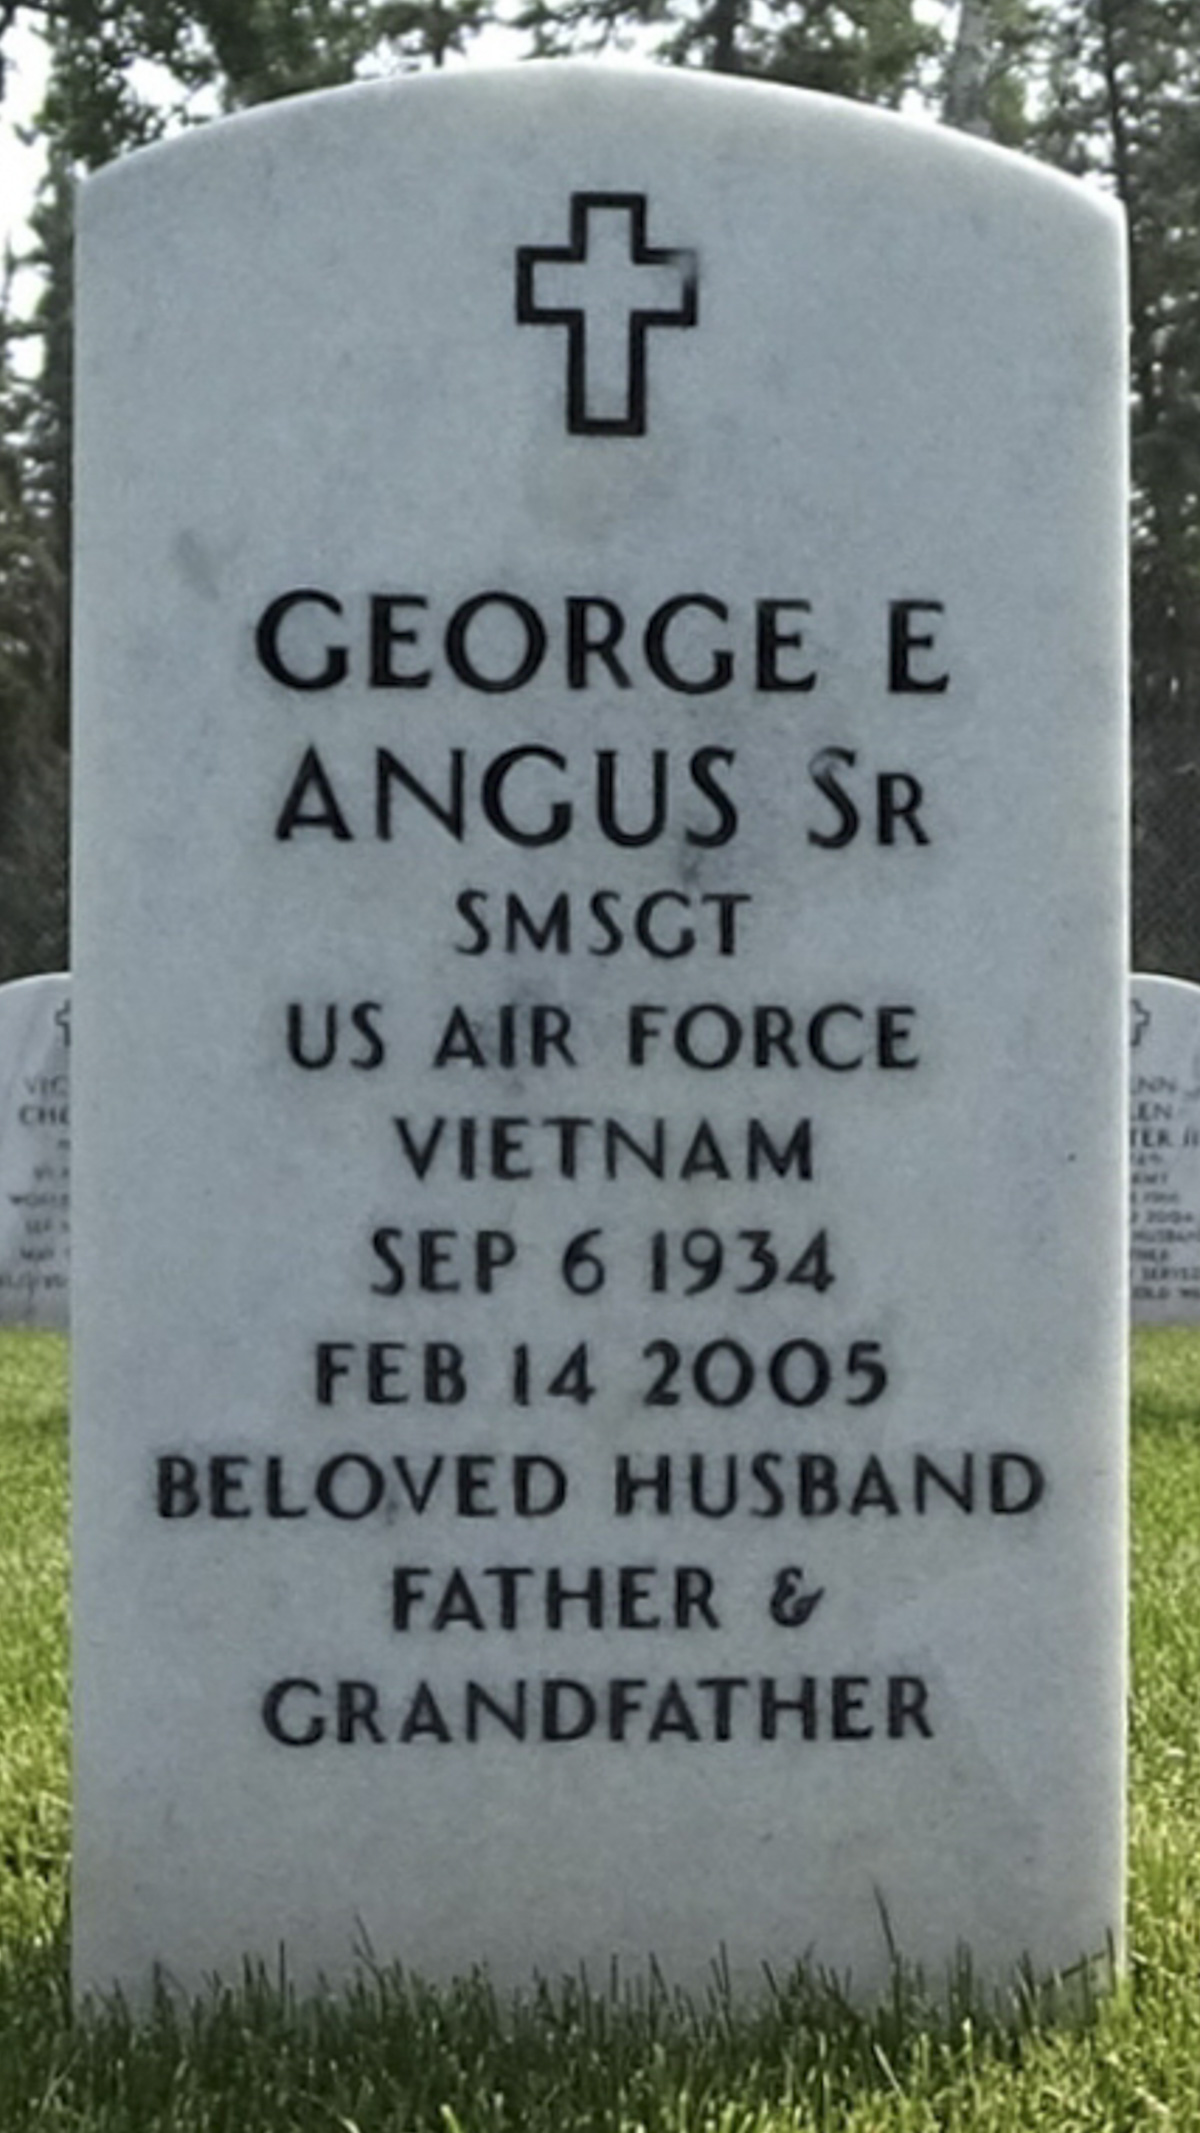 GEORGE E
ANGUS SR
SMSGT
US AIR FORCE
VIETNAM
SEP 6 1934
FEB 14 2005
BELOVED HUSBAND
FATHER &
GRANDFATHER